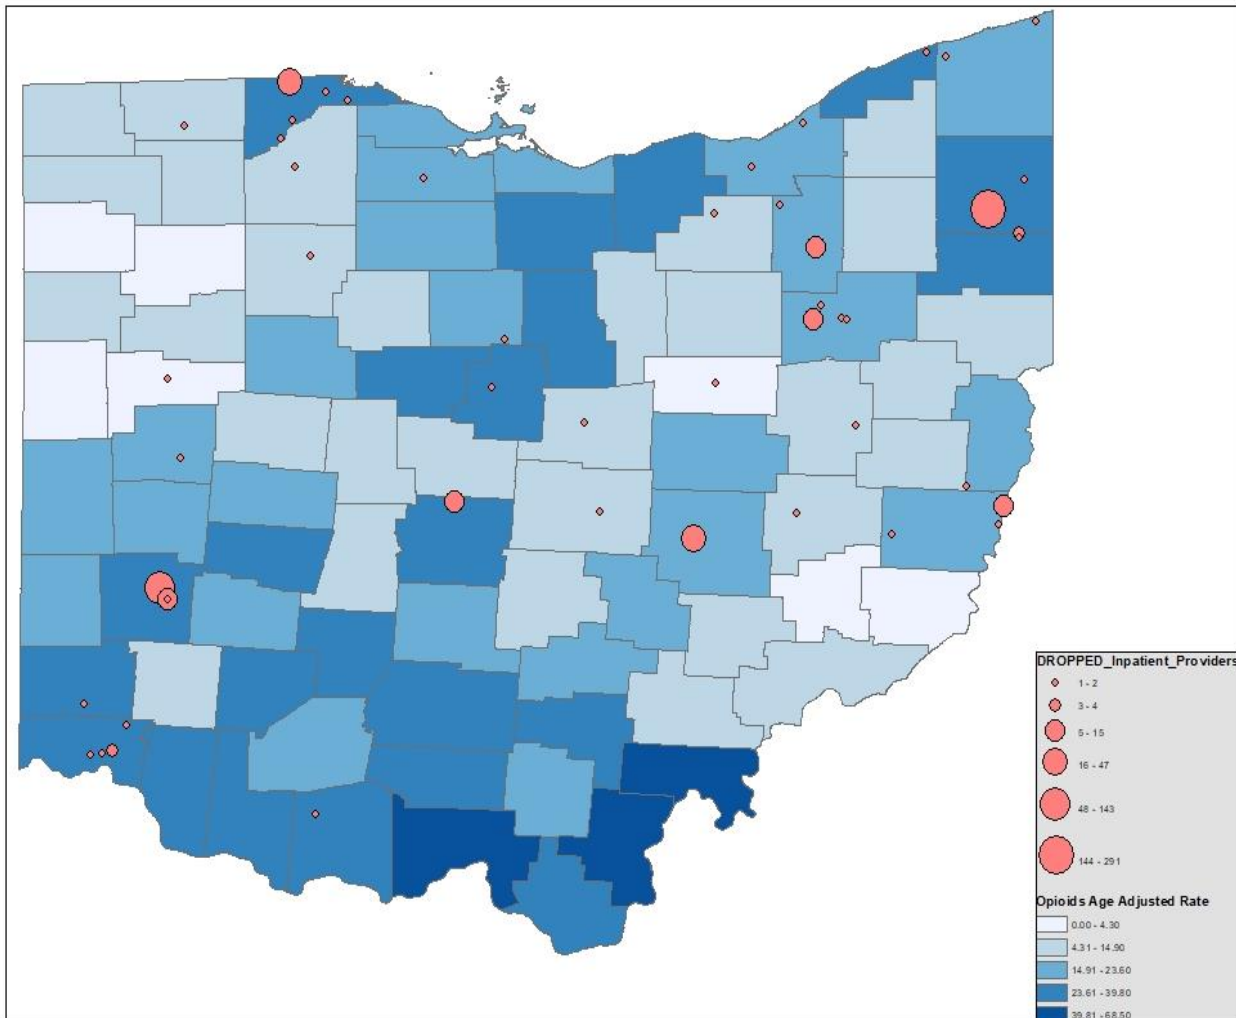 DROPPED_Inpatient_Providers
1 - 2
3 - 4
5 - 15
16 - 47
48 - 143
144 - 291
Opioids Age Adjusted Rate
0.00 - 4.30
4.31 - 14.90
14.91 - 23.60
23.61 - 39.80
39.81 - 68.50